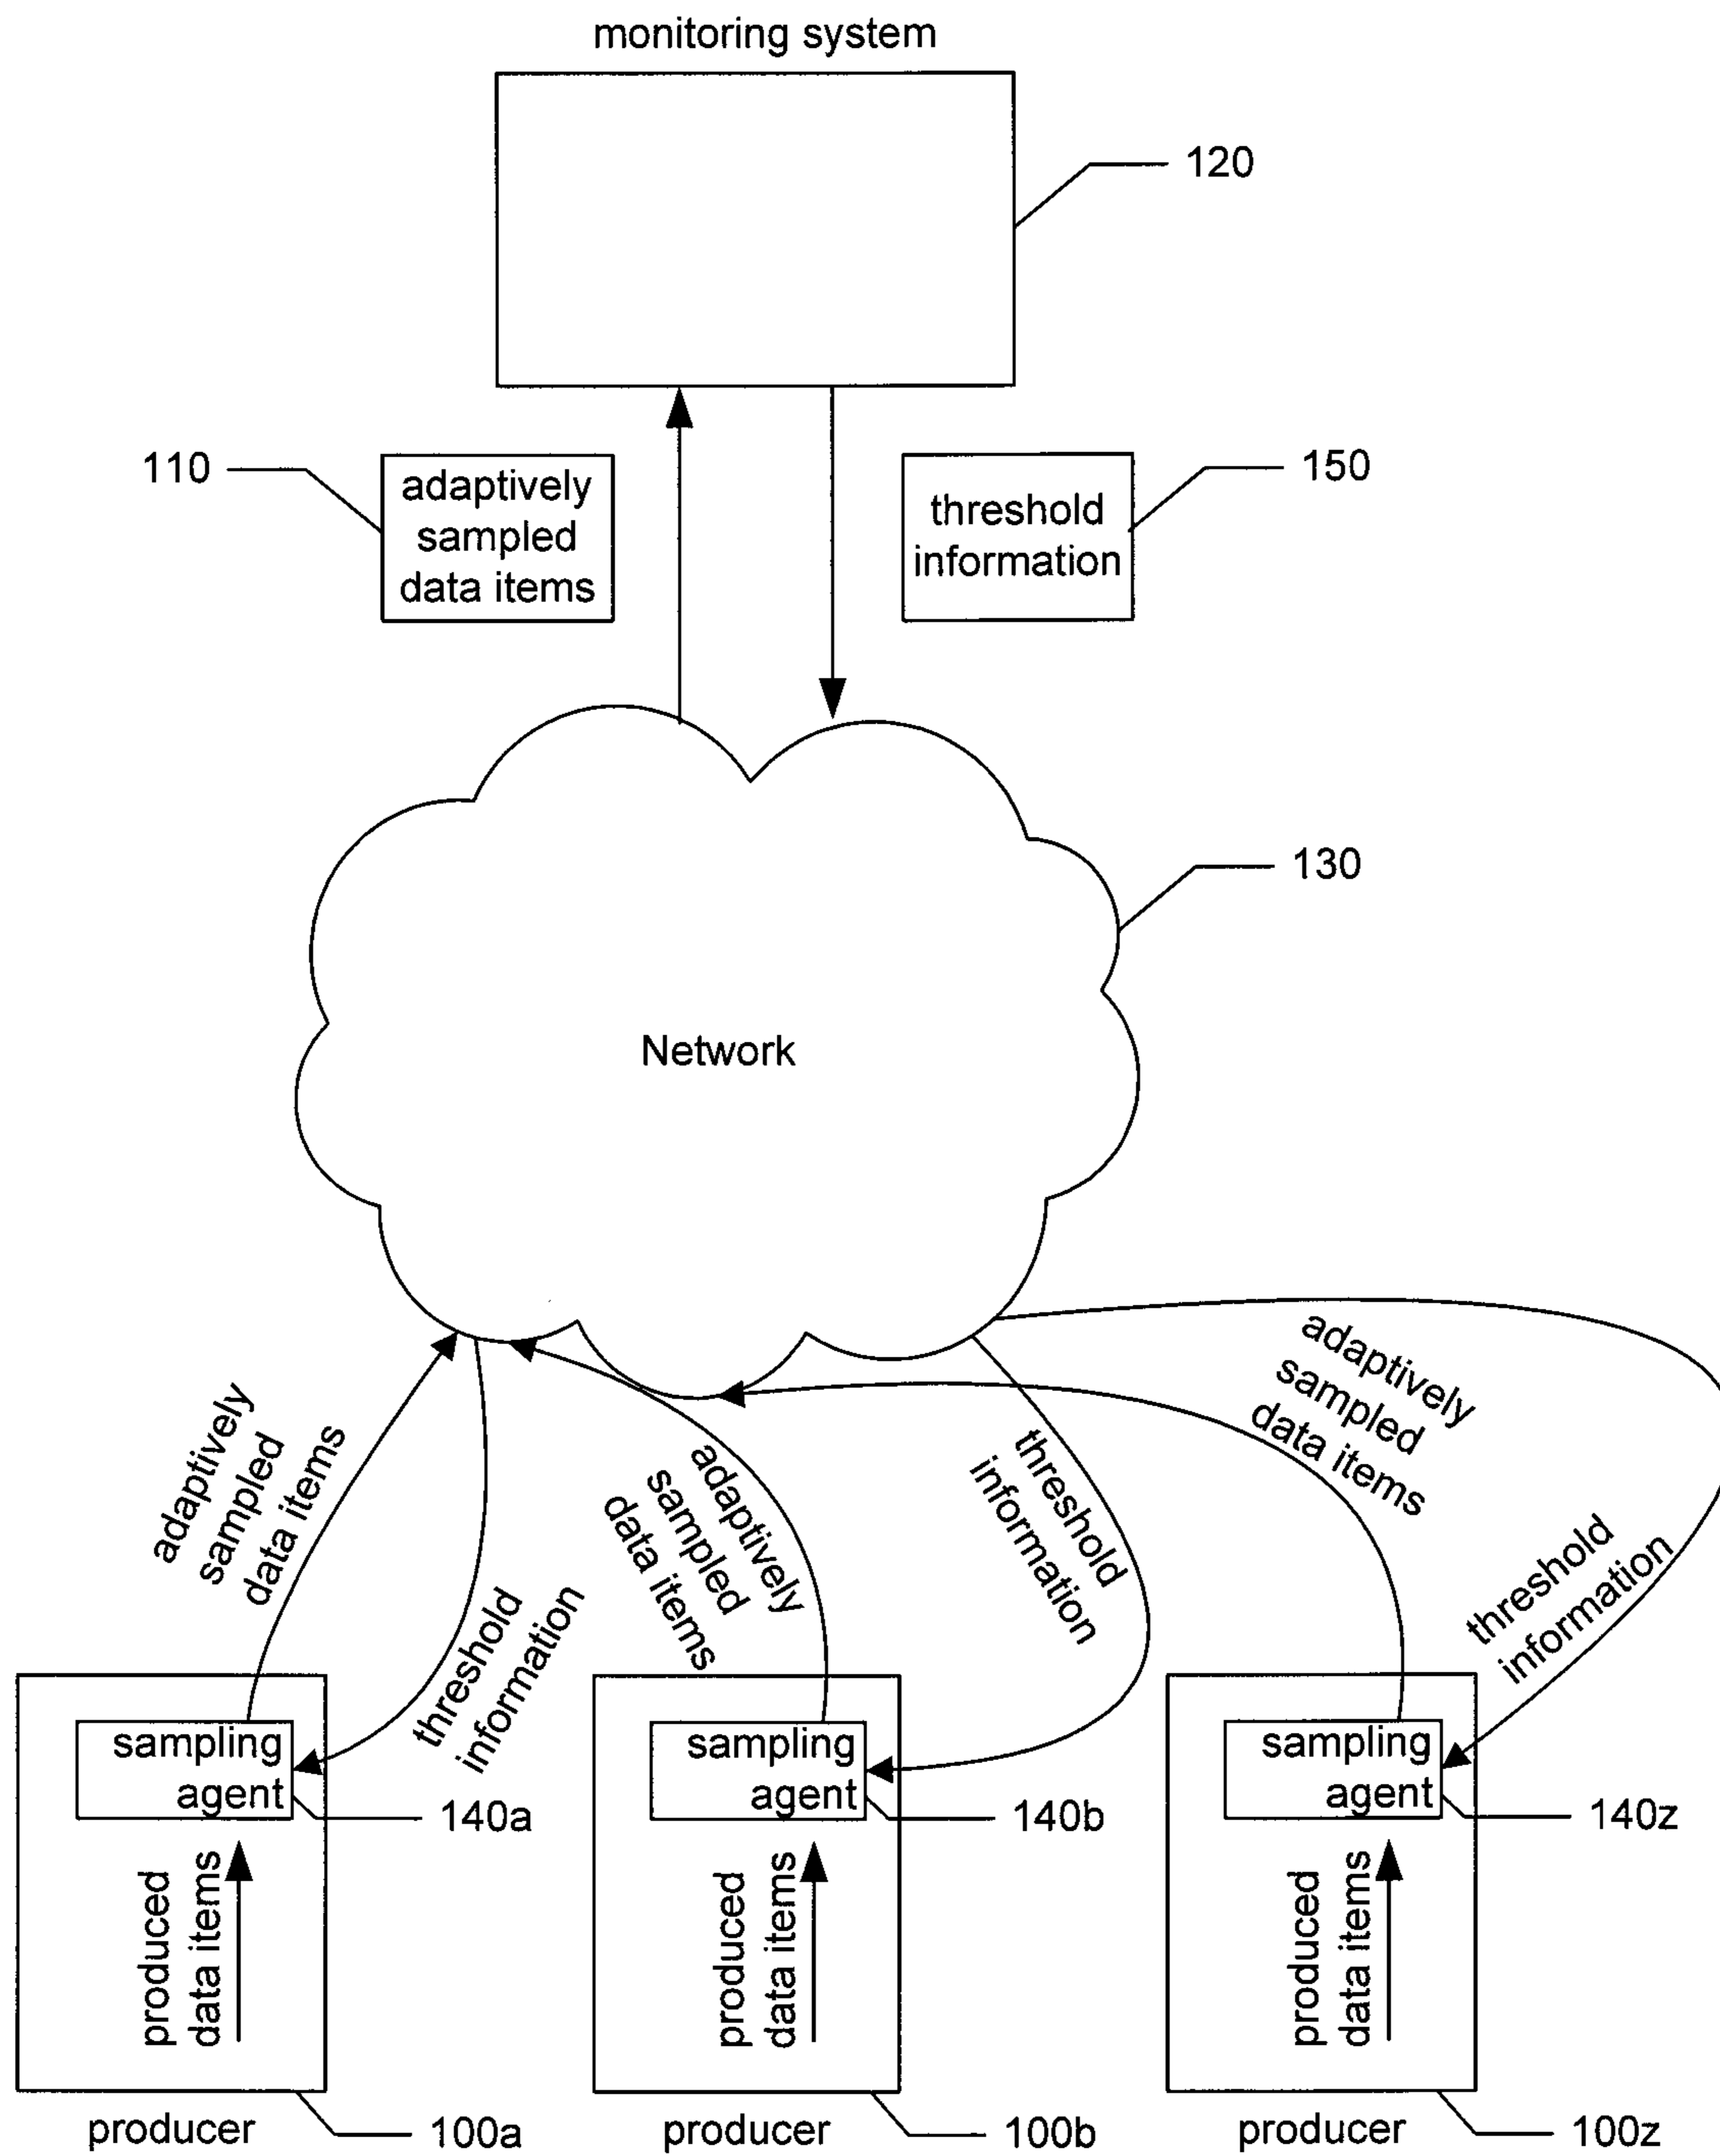 monitoring system
120
110
adaptively
sampled
data items
threshold
information
150
130
Network
adaptively
sampled
data items
threshold
information
adaptively
sampled
data items
threshold
information
adaptively
sampled
data items
threshold
information
sampling
agent
140a
produced
data items
producer
100a
sampling
agent
140b
produced
data items
producer
100b
sampling
agent
140z
produced
data items
producer
100z